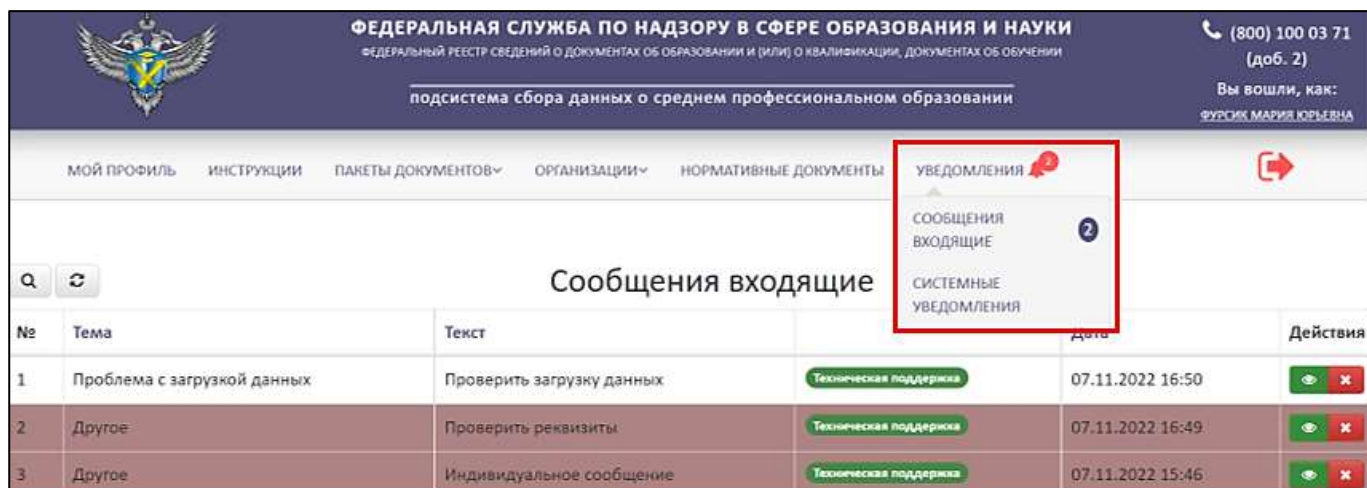 ФЕДЕРАЛЬНАЯ СЛУЖБА ПО НАДЗОРУ В СФЕРЕ ОБРАЗОВАНИЯ И НАУКИ
ФЕДЕРАЛЬНЫЙ РЕЕСТР СВЕДЕНИЙ О ДОКУМЕНТАХ ОБ ОБРАЗОВАНИИ И (ИЛИ) О КВАЛИФИКАЦИИ, ДОКУМЕНТАХ ОБ ОБУЧЕНИИ
подсистема сбора данных о среднем профессиональном образовании
(800) 100 03 71
(доб. 2)
Вы вошли, как:
ФУРСИК МАРИЯ ЮРЬЕВНА
МОЙ ПРОФИЛЬ ИНСТРУКЦИИ ПАКЕТЫ ДОКУМЕНТОВ ОРГАНИЗАЦИИ НОРМАТИВНЫЕ ДОКУМЕНТЫ УВЕДОМЛЕНИЯ 2
СООБЩЕНИЯ
ВХОДЯЩИЕ 2
СИСТЕМНЫЕ
УВЕДОМЛЕНИЯ
Сообщения входящие
№ Тема Текст Дата Действия
1 Проблема с загрузкой данных Проверить загрузку данных Техническая поддержка 07.11.2022 16:50
2 Другое Проверить реквизиты Техническая поддержка 07.11.2022 16:49
3 Другое Индивидуальное сообщение Техническая поддержка 07.11.2022 15:46